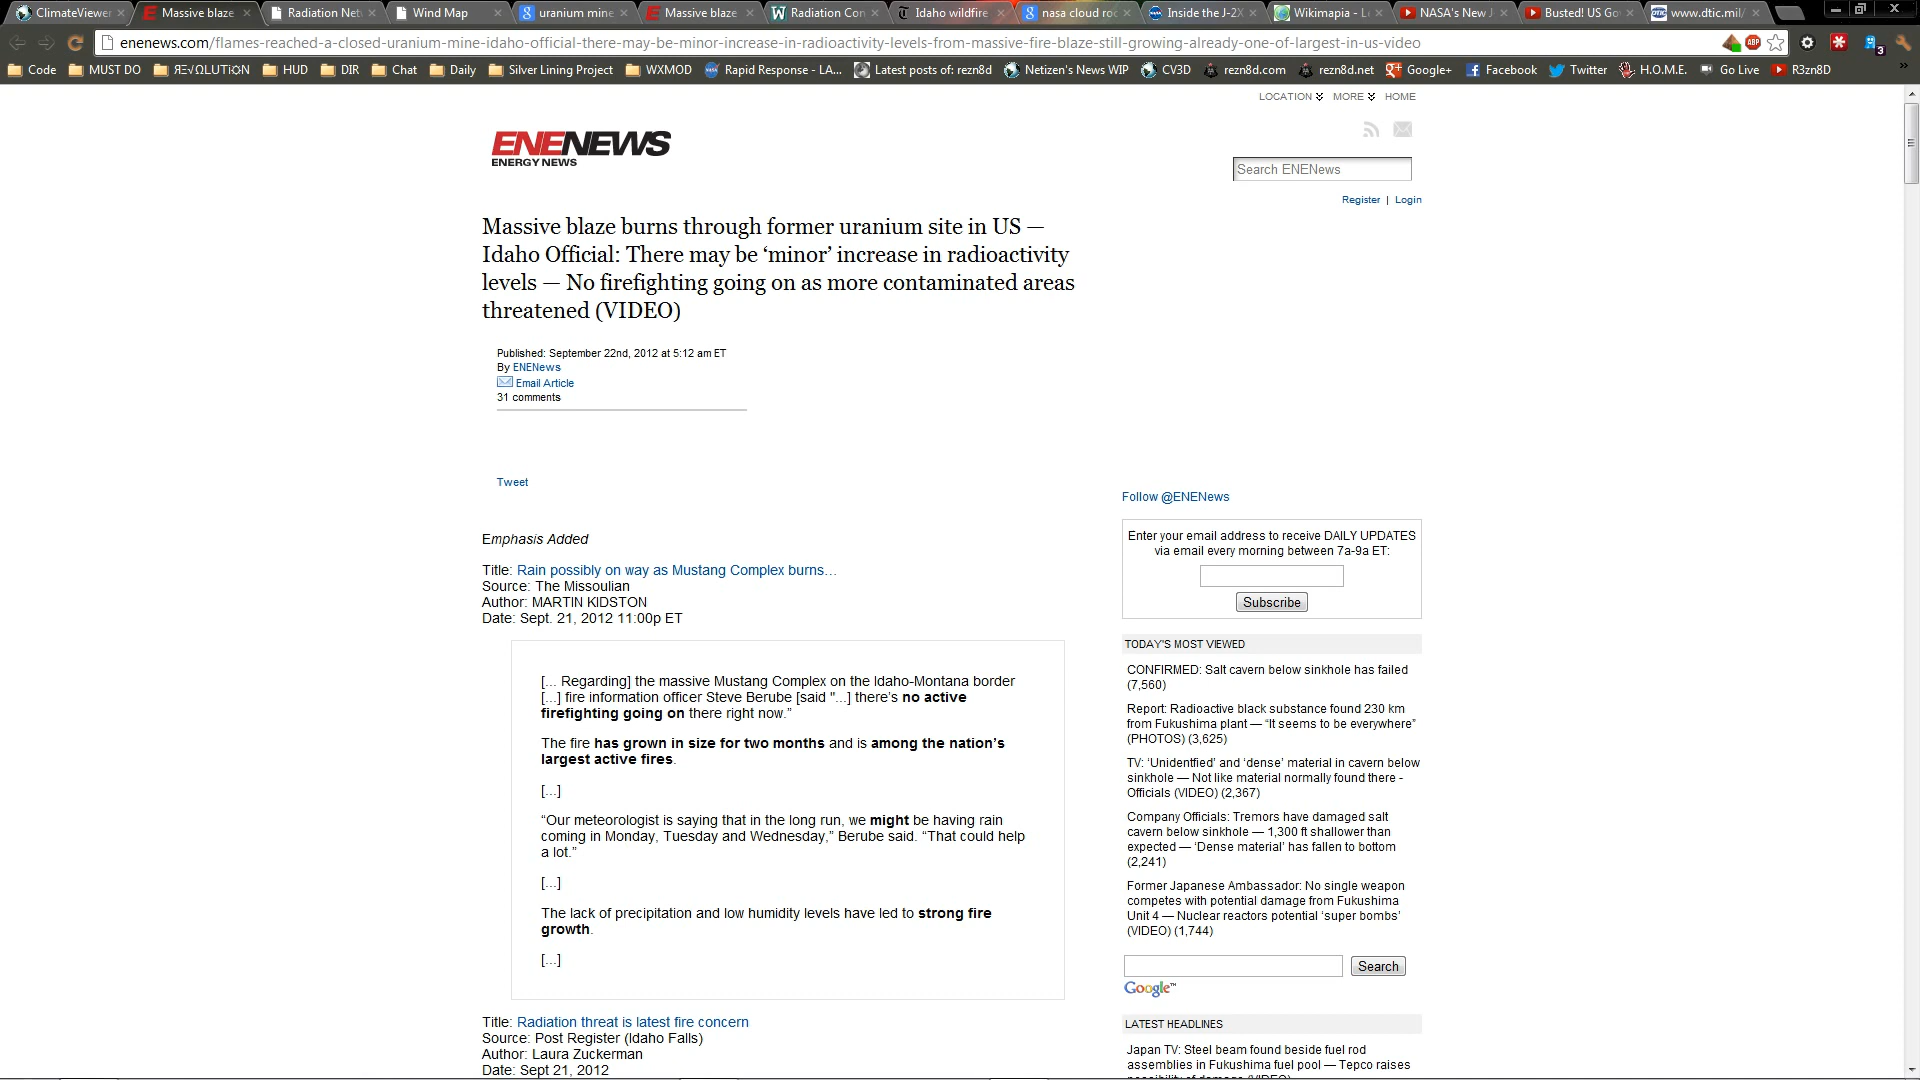 ClimateViewer
Massive blaze
Radiation Net
Wind Map
uranium mine
Massive blaze
Radiation Con
Idaho wildfire
nasa cloud roc
Inside the J-2X
Wikimapia - L
NASA's New J
Busted! US Go
www.dtic.mil/
enenews.com/flames-reached-a-closed-uranium-mine-idaho-official-there-may-be-minor-increase-in-radioactivity-levels-from-massive-fire-blaze-still-growing-already-one-of-largest-in-us-video
ABP
3
Code
MUST DO
ЯΞ√ΩLUTiΩN
HUD
DIR
Chat
Daily
Silver Lining Project
WXMOD
Rapid Response - LA...
Latest posts of: rezn8d
Netizen's News WIP
CV3D
rezn8d.com
rezn8d.net
Google+
Facebook
Twitter
H.O.M.E.
Go Live
R3zn8D
LOCATION
MORE
HOME
ENENEWS
ENERGY NEWS
Search ENENews
Register | Login
Massive blaze burns through former uranium site in US —
Idaho Official: There may be ‘minor’ increase in radioactivity
levels — No firefighting going on as more contaminated areas
threatened (VIDEO)
Published: September 22nd, 2012 at 5:12 am ET
By ENENews
Email Article
31 comments
Tweet
Emphasis Added
Title: Rain possibly on way as Mustang Complex burns…
Source: The Missoulian
Author: MARTIN KIDSTON
Date: Sept. 21, 2012 11:00p ET
[... Regarding] the massive Mustang Complex on the Idaho-Montana border
[...] fire information officer Steve Berube [said "...] there’s no active
firefighting going on there right now.”
The fire has grown in size for two months and is among the nation’s
largest active fires.
[...]
“Our meteorologist is saying that in the long run, we might be having rain
coming in Monday, Tuesday and Wednesday,” Berube said. “That could help
a lot.”
[...]
The lack of precipitation and low humidity levels have led to strong fire
growth.
[...]
Title: Radiation threat is latest fire concern
Source: Post Register (Idaho Falls)
Author: Laura Zuckerman
Date: Sept 21, 2012
Follow @ENENews
Enter your email address to receive DAILY UPDATES
via email every morning between 7a-9a ET:
Subscribe
TODAY'S MOST VIEWED
CONFIRMED: Salt cavern below sinkhole has failed
(7,560)
Report: Radioactive black substance found 230 km
from Fukushima plant — “It seems to be everywhere”
(PHOTOS) (3,625)
TV: ‘Unidentfied’ and ‘dense’ material in cavern below
sinkhole — Not like material normally found there -
Officials (VIDEO) (2,367)
Company Officials: Tremors have damaged salt
cavern below sinkhole — 1,300 ft shallower than
expected — ‘Dense material’ has fallen to bottom
(2,241)
Former Japanese Ambassador: No single weapon
competes with potential damage from Fukushima
Unit 4 — Nuclear reactors potential ‘super bombs’
(VIDEO) (1,744)
Search
Google™
LATEST HEADLINES
Japan TV: Steel beam found beside fuel rod
assemblies in Fukushima fuel pool — Tepco raises